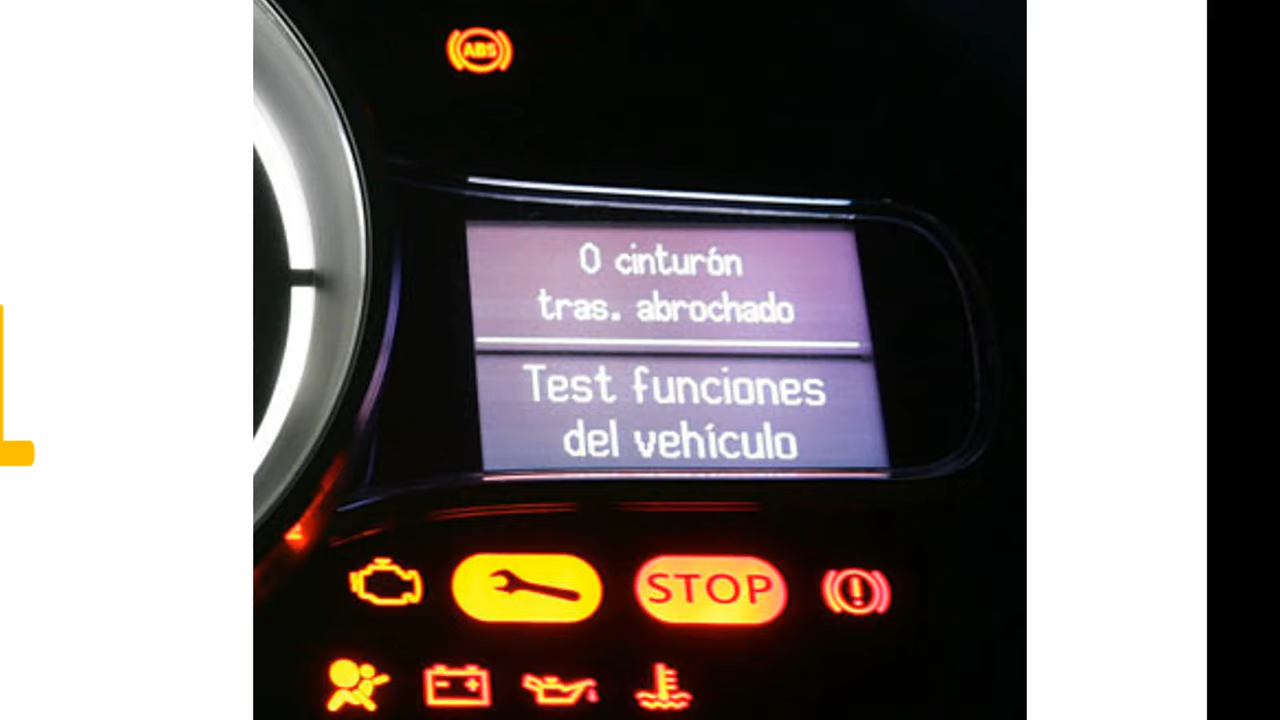 ABS
0 cinturón
tras. abrochado
Test funciones
del vehículo
STOP